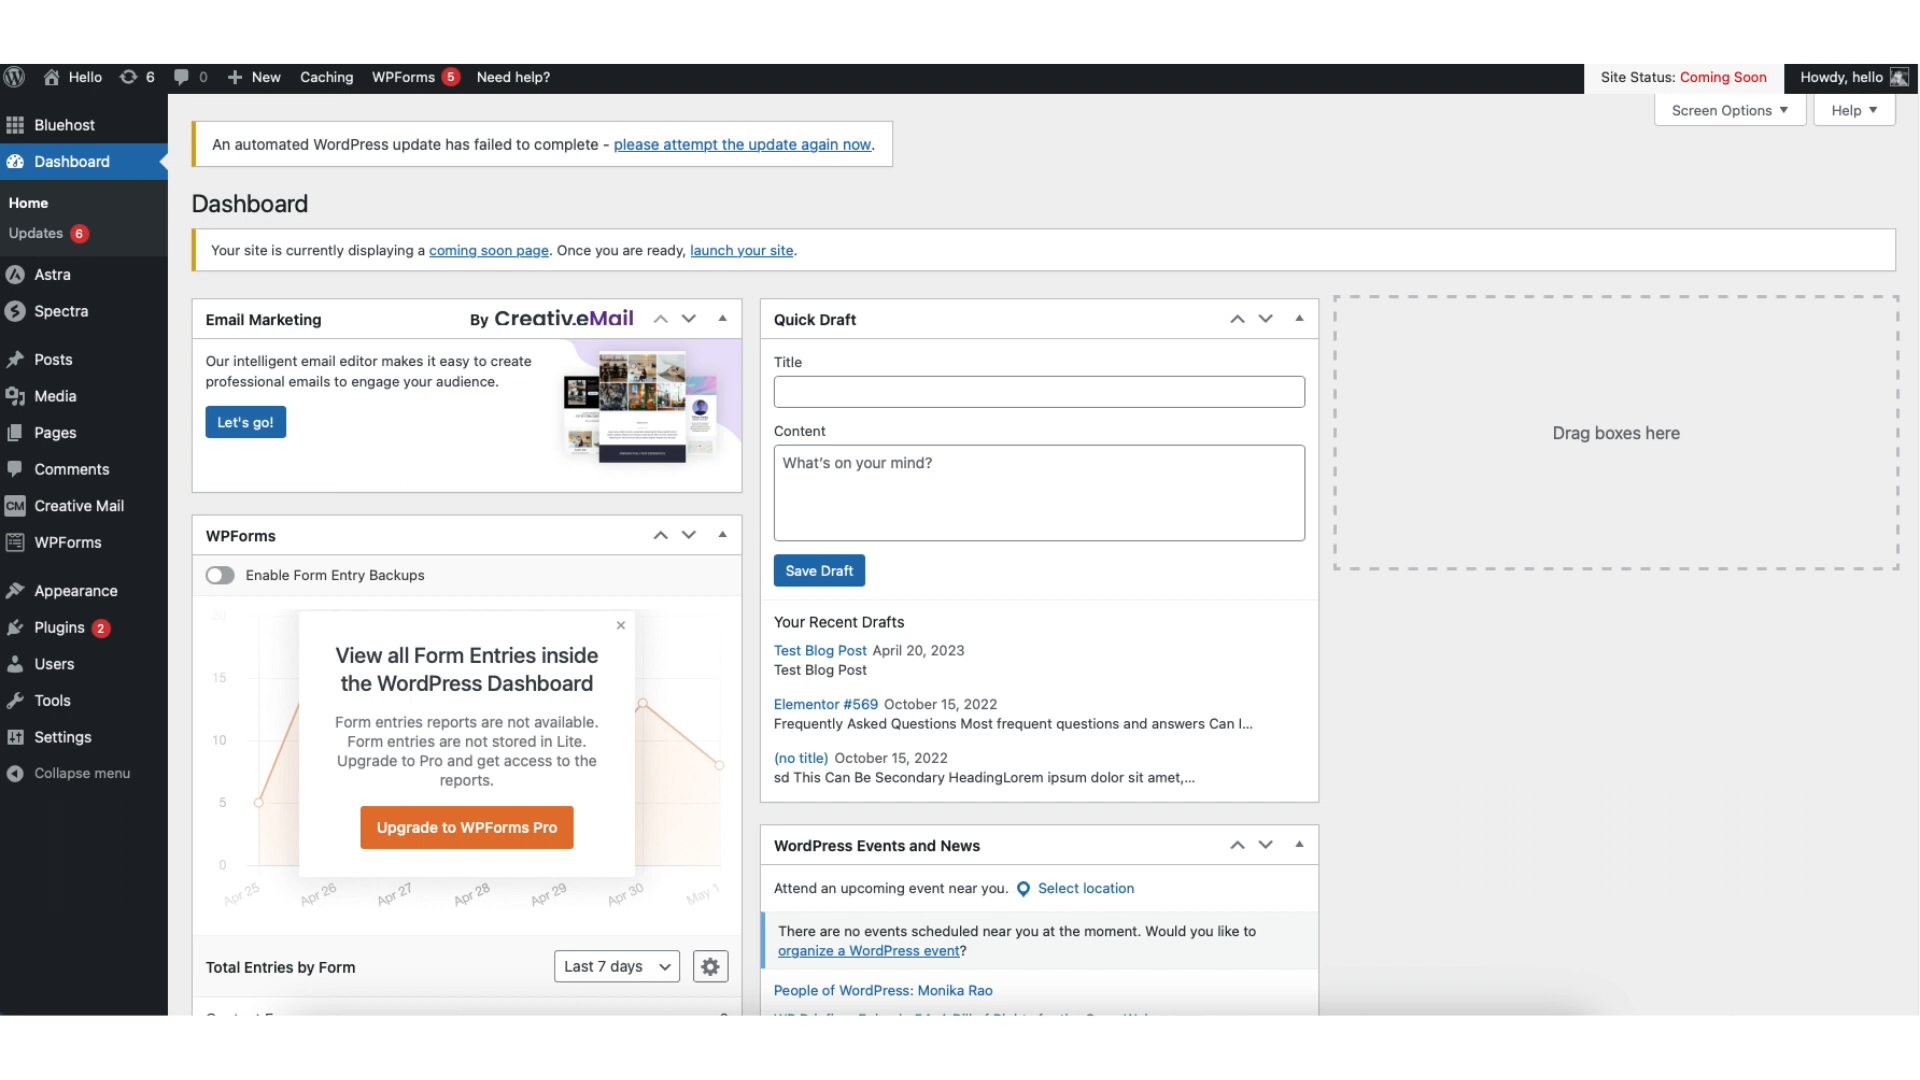 Hello 6 0 New Caching WPForms 5 Need help? Site Status: Coming Soon Howdy, hello
Screen Options Help
Bluehost
Dashboard
Home
Updates 6
Astra
Spectra
Posts
Media
Pages
Comments
CM Creative Mail
WPForms
Appearance
Plugins 2
Users
Tools
Settings
Collapse menu
An automated WordPress update has failed to complete - please attempt the update again now.
Dashboard
Your site is currently displaying a coming soon page. Once you are ready, launch your site.
Email Marketing By Creativ.eMail
Our intelligent email editor makes it easy to create
professional emails to engage your audience.
Let's go!
WPForms
Enable Form Entry Backups
20
15
10
5
0
View all Form Entries inside
the WordPress Dashboard
Form entries reports are not available.
Form entries are not stored in Lite.
Upgrade to Pro and get access to the
reports.
Upgrade to WPForms Pro
Apr 25 Apr 26 Apr 27 Apr 28 Apr 29 Apr 30 May 1
Total Entries by Form Last 7 days
Quick Draft
Title
Content
What's on your mind?
Save Draft
Your Recent Drafts
Test Blog Post April 20, 2023
Test Blog Post
Elementor #569 October 15, 2022
Frequently Asked Questions Most frequent questions and answers Can I...
(no title) October 15, 2022
sd This Can Be Secondary HeadingLorem ipsum dolor sit amet,...
WordPress Events and News
Attend an upcoming event near you. Select location
There are no events scheduled near you at the moment. Would you like to
organize a WordPress event?
People of WordPress: Monika Rao
Drag boxes here